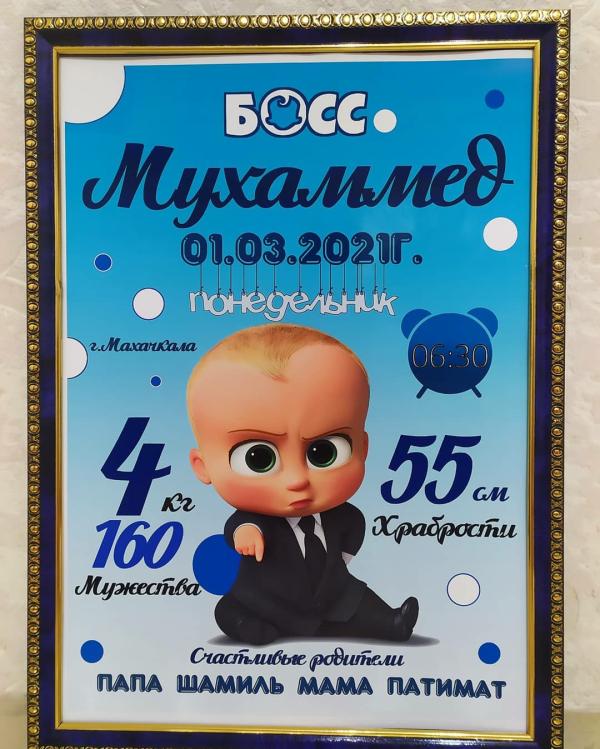 БОСС
Мухаммед
01.03.2021г.
понедельник
г.Махачкала
06:30
4 кг
160
Мужества
55 см
Храбрости
Счастливые родители
ПАПА ШАМИЛЬ МАМА ПАТИМАТ